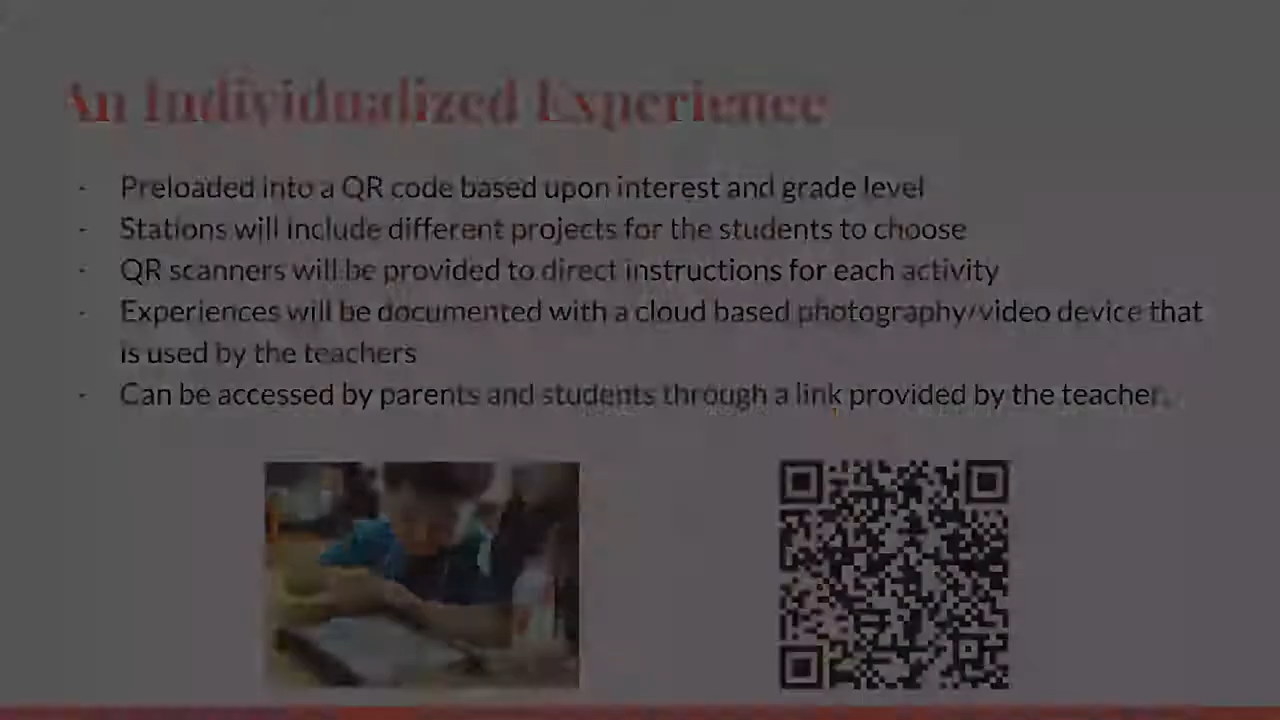 An Individualized Experience
- Preloaded into a QR code based upon interest and grade level
- Stations will include different projects for the students to choose
- QR scanners will be provided to direct instructions for each activity
- Experiences will be documented with a cloud based photography/video device that
is used by the teachers
- Can be accessed by parents and students through a link provided by the teacher.